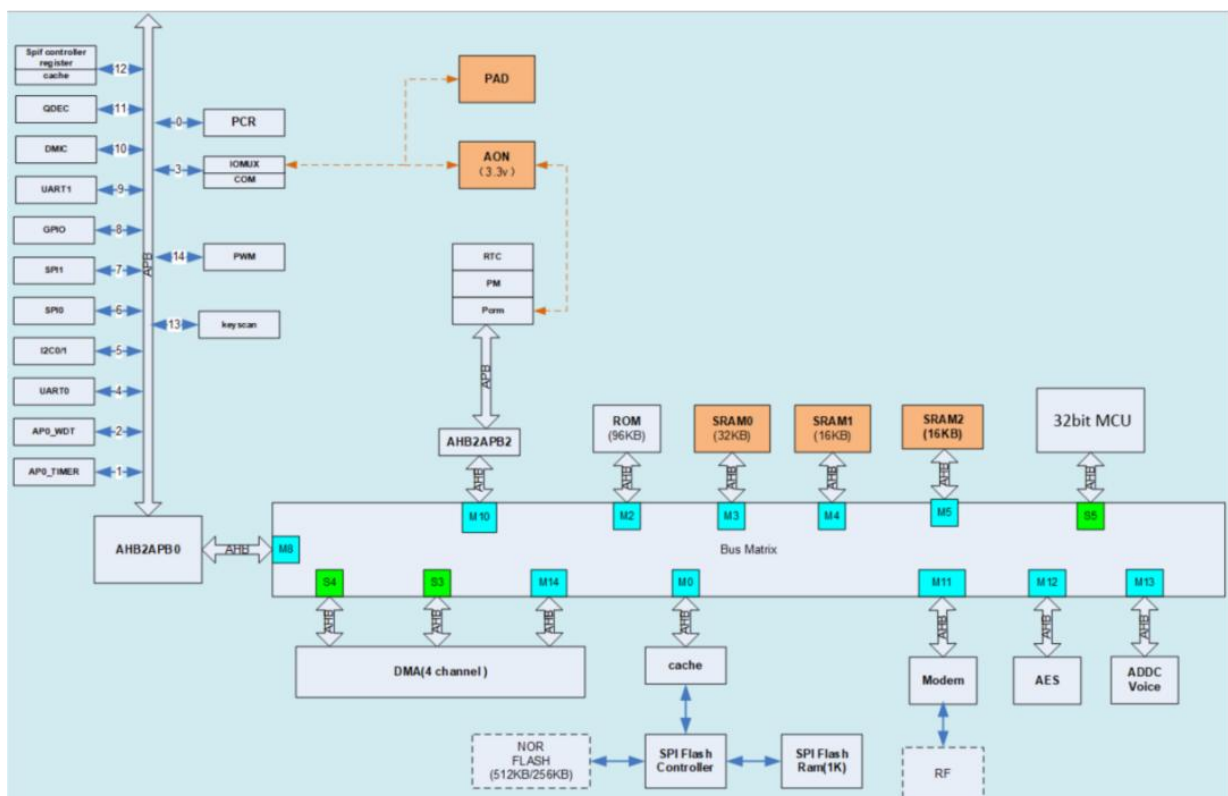 Spif controller
register
cache
12
QDEC
11
DMIC
10
UART1
9
GPIO
8
SPI1
7
SPI0
6
I2C0/1
5
UART0
4
AP0_WDT
2
AP0_TIMER
1
APB
0
PCR
3
IOMUX
COM
14
PWM
13
keyscan
PAD
AON
(3.3v)
RTC
PM
Pcrm
APB
AHB2APB2
AHB
ROM
(96KB)
AHB
SRAM0
(32KB)
AHB
SRAM1
(16KB)
AHB
SRAM2
(16KB)
AHB
32bit MCU
AHB
M10
M2
M3
M4
M5
S5
Bus Matrix
AHB2APB0
AHB
M8
S4
S3
M14
M0
M11
M12
M13
AHB
AHB
AHB
AHB
AHB
AHB
AHB
DMA(4 channel )
cache
Modem
AES
ADDC
Voice
NOR
FLASH
(512KB/256KB)
SPI Flash
Controller
SPI Flash
Ram(1K)
RF